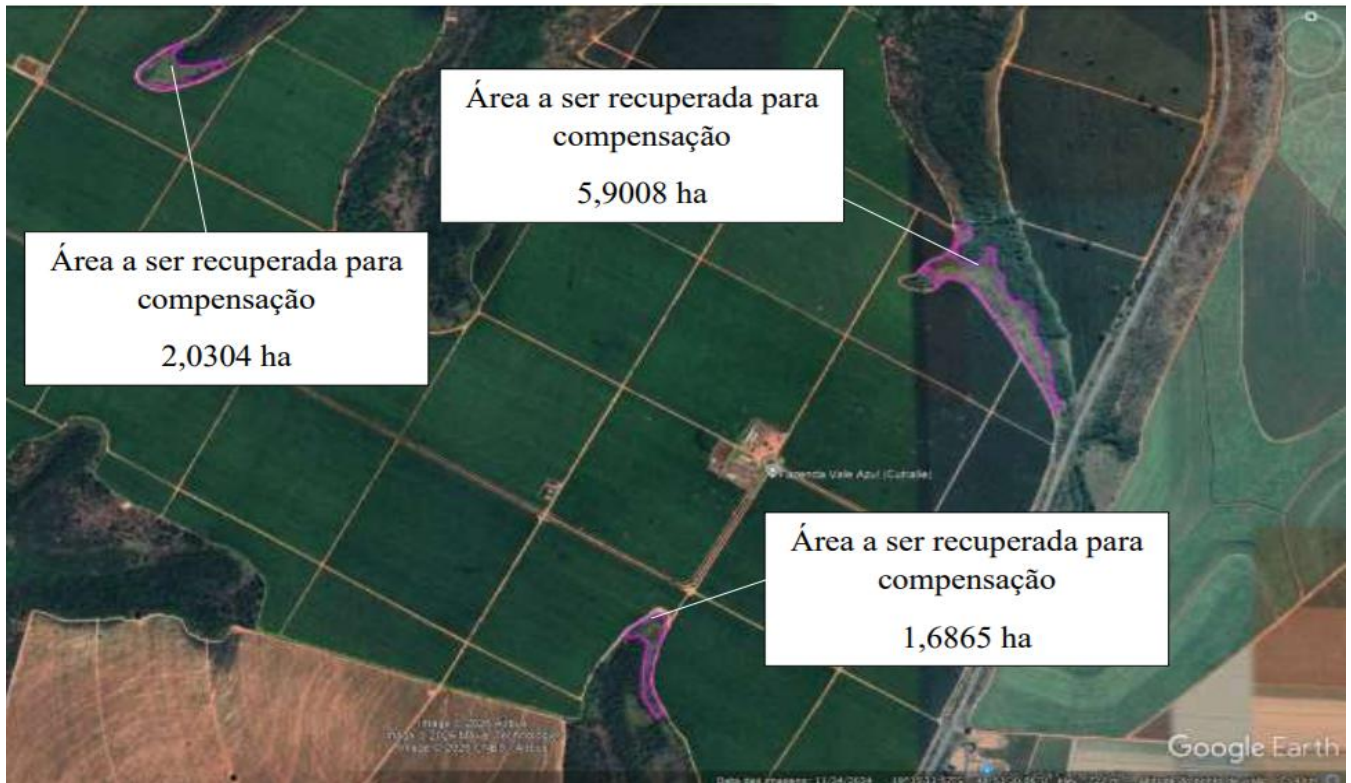 Área a ser recuperada para
compensação
5,9008 ha
Área a ser recuperada para
compensação
2,0304 ha
Fazenda Vale Azul (Cutrale)
Área a ser recuperada para
compensação
1,6865 ha
Google Earth